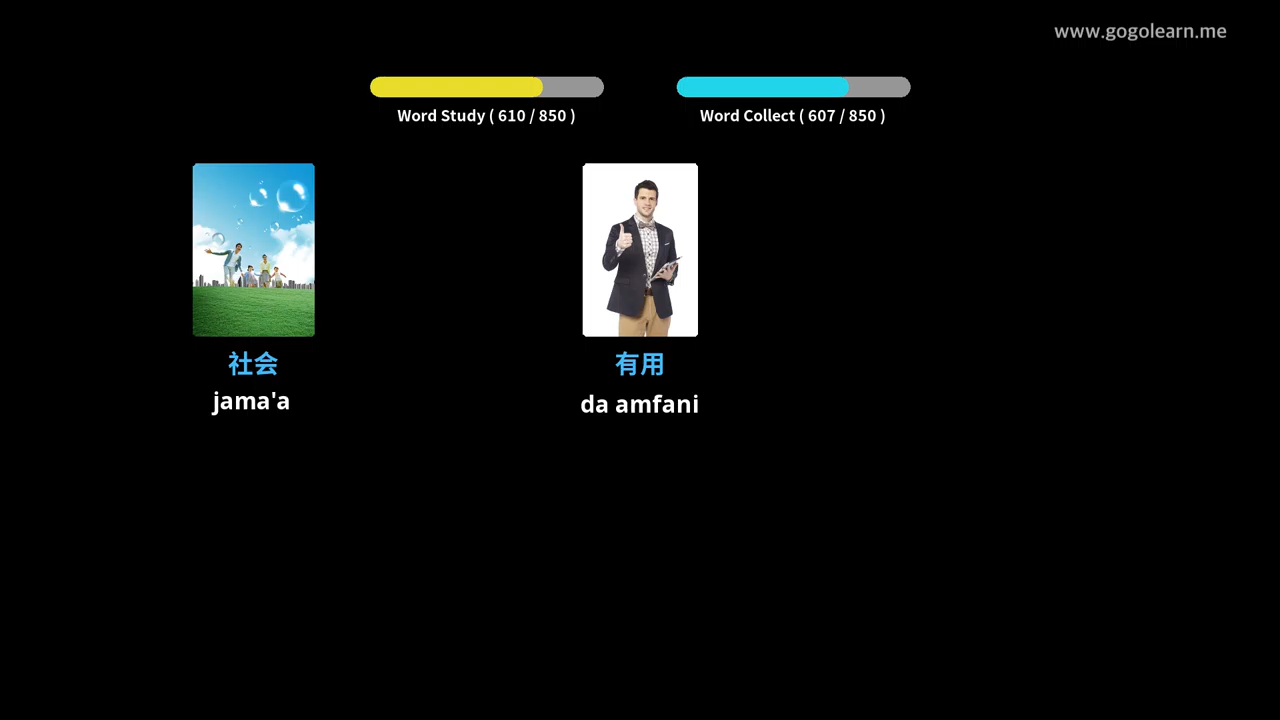 www.gogolearn.me
Word Study ( 610 / 850 )
Word Collect ( 607 / 850 )
社会
jama'a
有用
da amfani